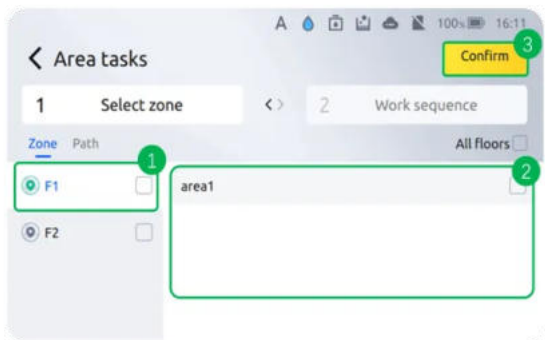 A 100% 16:11
Area tasks
Confirm
3
1 Select zone <> 2 Work sequence
Zone Path
All floors
1
2
F1
area1
F2